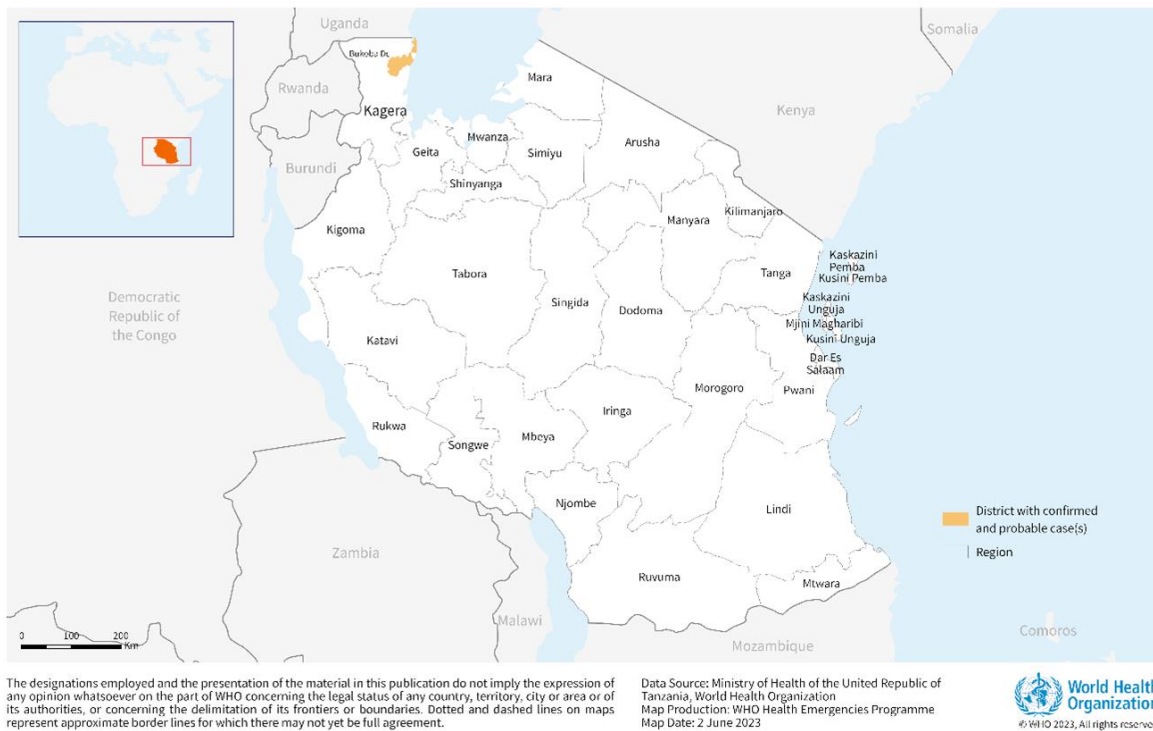 Uganda
Somalia
Bukoba Dc
Rwanda
Mara
Kenya
Kagera
Mwanza
Arusha
Geita
Simiyu
Burundi
Shinyanga
Kilimanjaro
Manyara
Kigoma
Kaskazini
Pemba
Kusini Pemba
Tabora
Tanga
Democratic
Republic of
the Congo
Singida
Dodoma
Kaskazini
Unguja
Mjini Magharibi
Kusini Unguja
Katavi
Dar Es
Salaam
Morogoro
Pwani
Iringa
Rukwa
Songwe
Mbeya
Njombe
Lindi
District with confirmed
and probable case(s)
Region
Zambia
Ruvuma
Mtwara
Malawi
Mozambique
Comoros
0 100 200
Km
The designations employed and the presentation of the material in this publication do not imply the expression of
any opinion whatsoever on the part of WHO concerning the legal status of any country, territory, city or area or of
its authorities, or concerning the delimitation of its frontiers or boundaries. Dotted and dashed lines on maps
represent approximate border lines for which there may not yet be full agreement.
Data Source: Ministry of Health of the United Republic of
Tanzania, World Health Organization
Map Production: WHO Health Emergencies Programme
Map Date: 2 June 2023
World Health
Organization
© WHO 2023, All rights reserve